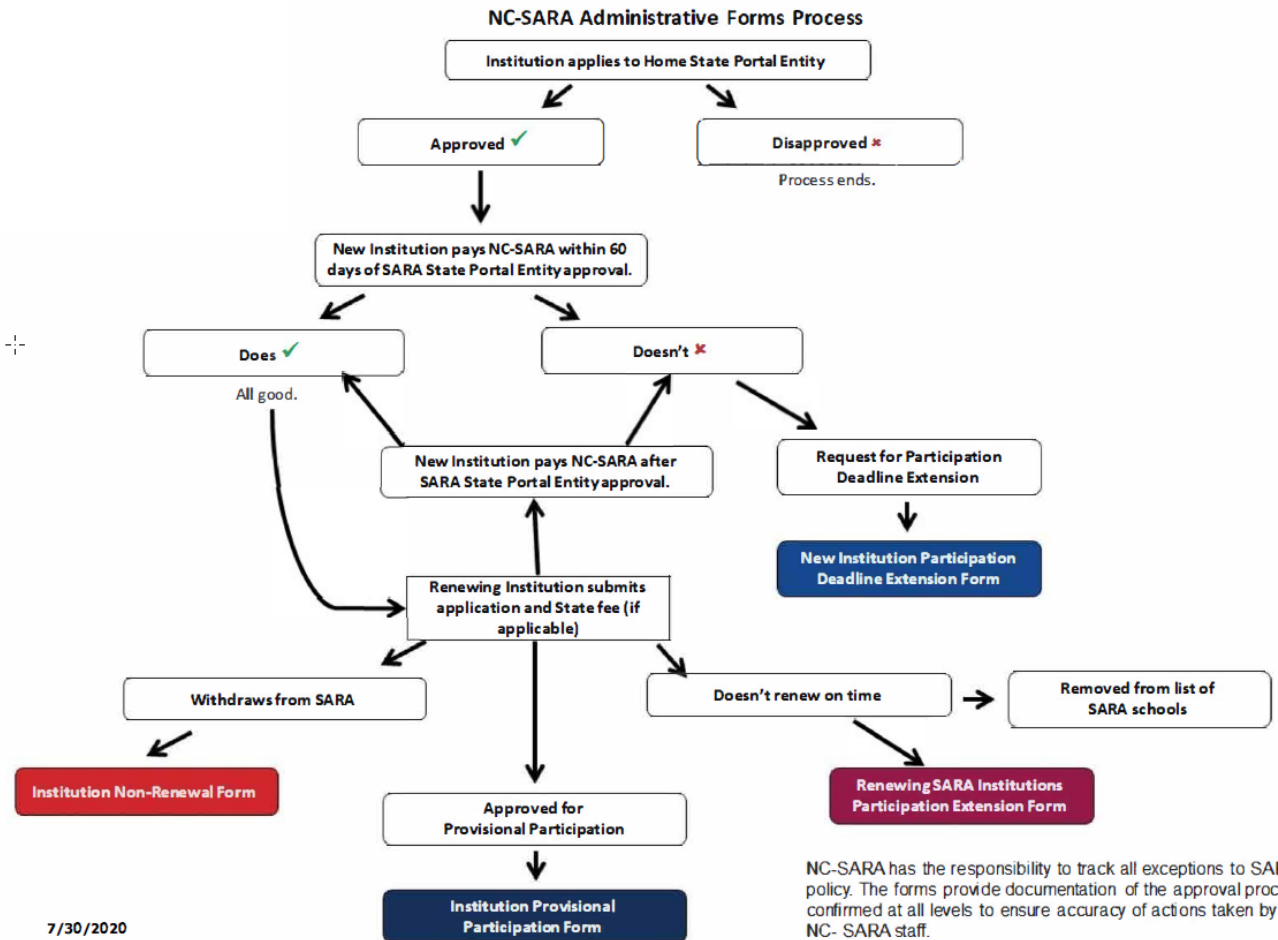 NC-SARA Administrative Forms Process
Institution applies to Home State Portal Entity
Approved ✓
Disapproved ✖
Process ends.
New Institution pays NC-SARA within 60
days of SARA State Portal Entity approval.
Does ✓
Doesn't ✖
All good.
New Institution pays NC-SARA after
SARA State Portal Entity approval.
Request for Participation
Deadline Extension
New Institution Participation
Deadline Extension Form
Renewing Institution submits
application and State fee (if
applicable)
Withdraws from SARA
Doesn't renew on time
Removed from list of
SARA schools
Institution Non-Renewal Form
Renewing SARA Institutions
Participation Extension Form
Approved for
Provisional Participation
Institution Provisional
Participation Form
NC-SARA has the responsibility to track all exceptions to
policy. The forms provide documentation of the approval
confirmed at all levels to ensure accuracy of actions taken by
NC- SARA staff.
7/30/2020